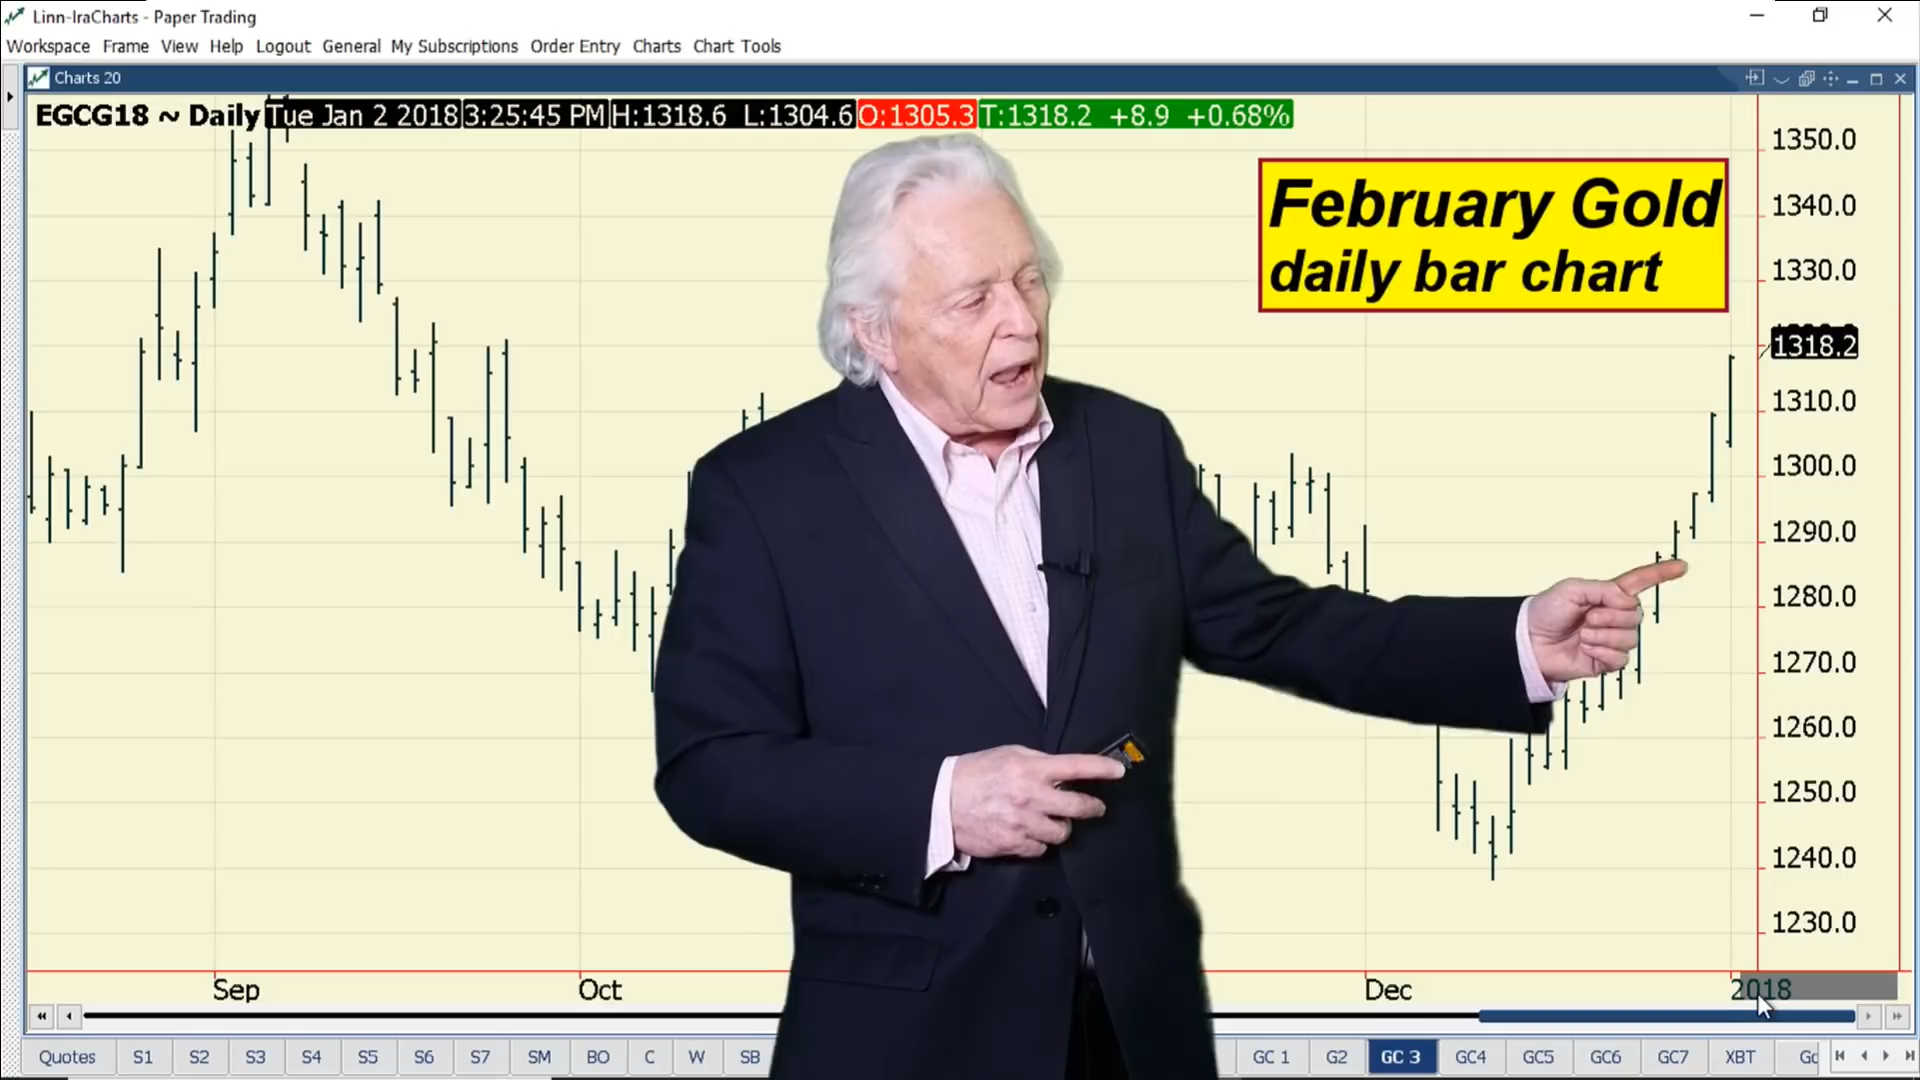 Linn-IraCharts - Paper Trading
Workspace Frame View Help Logout General My Subscriptions Order Entry Charts Chart Tools
Charts 20
EGCG18 ~ Daily Tue Jan 2 2018 3:25:45 PM H:1318.6 L:1304.6 O:1305.3 T:1318.2 +8.9 +0.68%
February Gold
daily bar chart
1350.0
1340.0
1330.0
1318.2
1310.0
1300.0
1290.0
1280.0
1270.0
1260.0
1250.0
1240.0
1230.0
Sep Oct Dec 2018
Quotes S1 S2 S3 S4 S5 S6 S7 SM BO C W SB GC 1 G2 GC 3 GC4 GC5 GC6 GC7 XBT